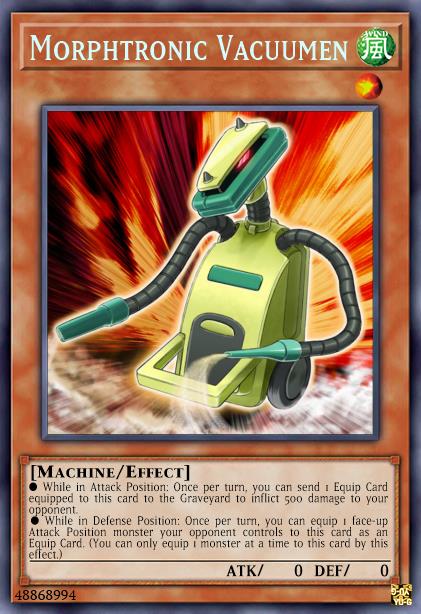 MORPHTRONIC VACUUMEN
WIND
風
[MACHINE/EFFECT]
● While in Attack Position: Once per turn, you can send 1 Equip Card
equipped to this card to the Graveyard to inflict 500 damage to your
opponent.
● While in Defense Position: Once per turn, you can equip 1 face-up
Attack Position monster your opponent controls to this card as an
Equip Card. (You can only equip 1 monster at a time to this card by this
effect.)
ATK/ 0 DEF/ 0
48868994